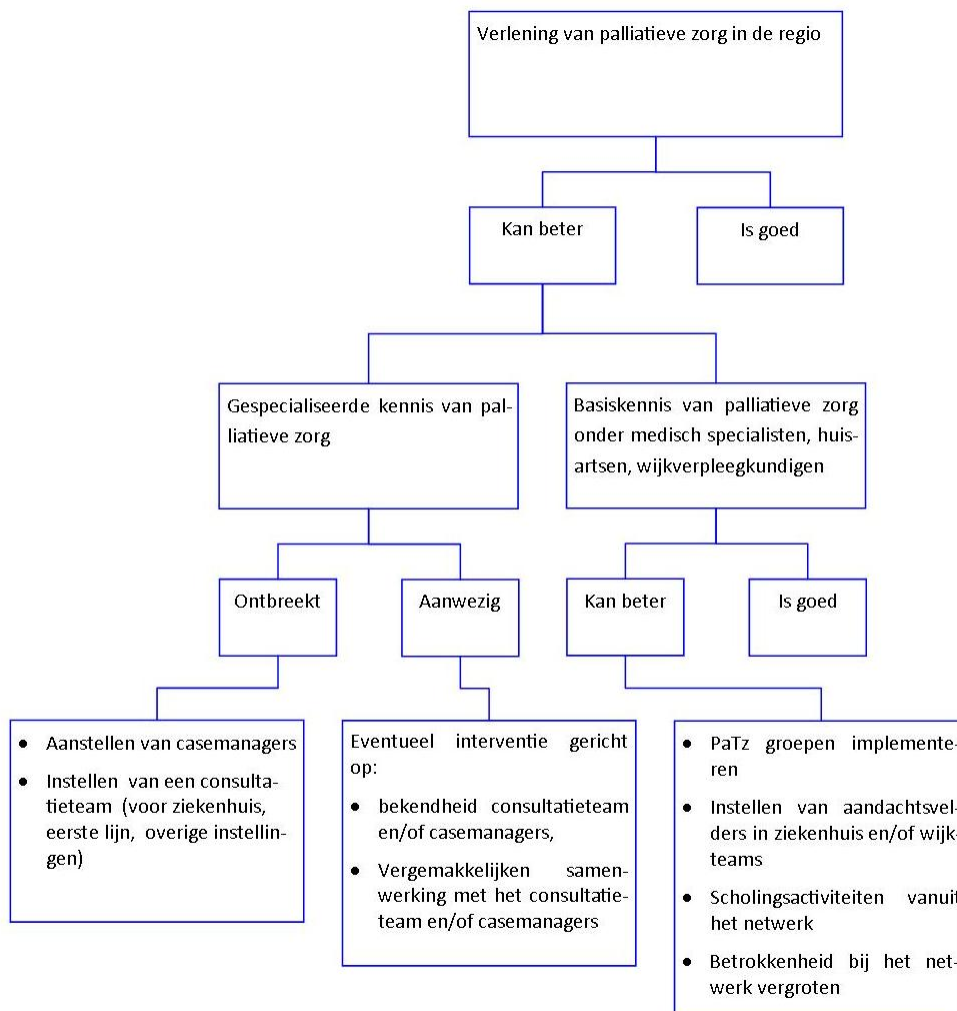 Verlening van palliatieve zorg in de regio
Kan beter
Is goed
Gespecialiseerde kennis van pal-
liatieve zorg
Basiskennis van palliatieve zorg
onder medisch specialisten, huis-
artsen, wijkverpleegkundigen
Ontbreekt
Aanwezig
Kan beter
Is goed
• Aanstellen van casemanagers
• Instellen van een consulta-
tieteam (voor ziekenhuis,
eerste lijn, overige instellin-
gen)
Eventueel interventie gericht
op:
• bekendheid consultatieteam
en/of casemanagers,
• Vergemakkelijken samen-
werking met het consultatie-
team en/of casemanagers
• PaTz groepen implemente-
ren
• Instellen van aandachtsvel-
ders in ziekenhuis en/of wijk-
teams
• Scholingsactiviteiten vanuit
het netwerk
• Betrokkenheid bij het net-
werk vergroten